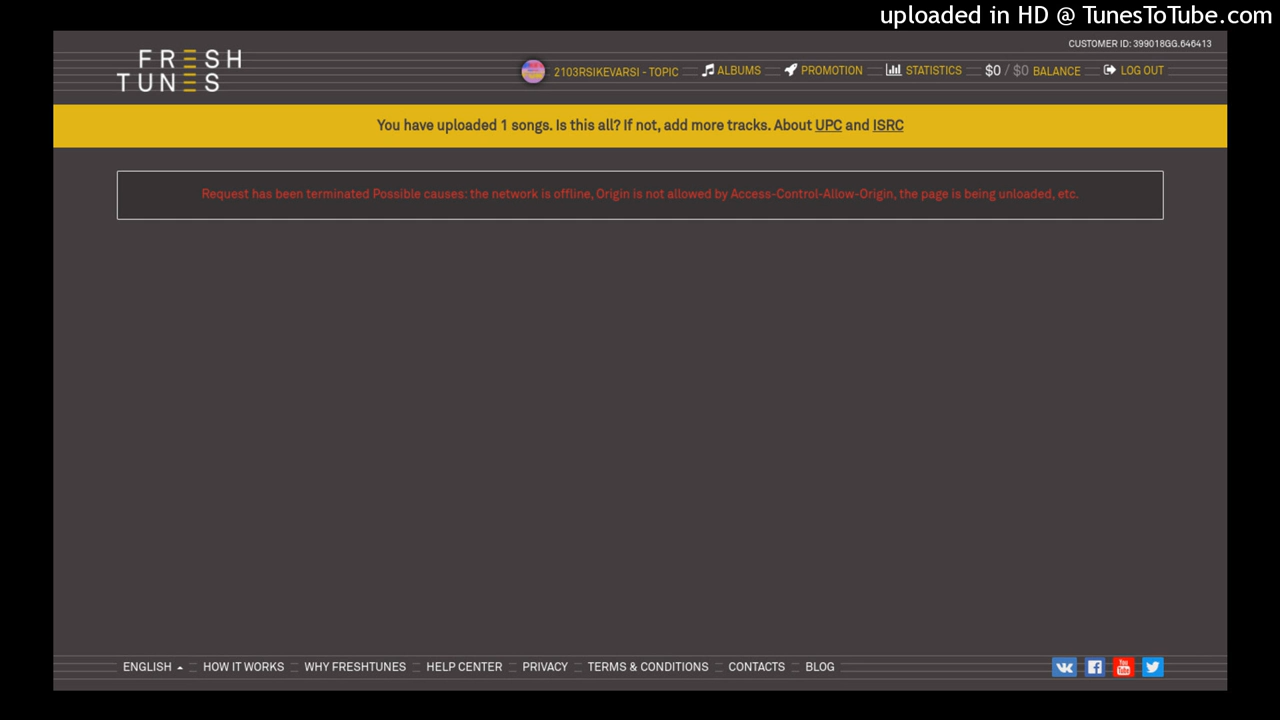 uploaded in HD @ TunesToTube.com
CUSTOMER ID: 399018GG.646413
FRESH
TUNES
2103RSIKEVARSI - TOPIC ALBUMS PROMOTION STATISTICS $0 / $0 BALANCE LOG OUT
You have uploaded 1 songs. Is this all? If not, add more tracks. About UPC and ISRC
Request has been terminated Possible causes: the network is offline, Origin is not allowed by Access-Control-Allow-Origin, the page is being unloaded, etc.
ENGLISH HOW IT WORKS WHY FRESHTUNES HELP CENTER PRIVACY TERMS & CONDITIONS CONTACTS BLOG